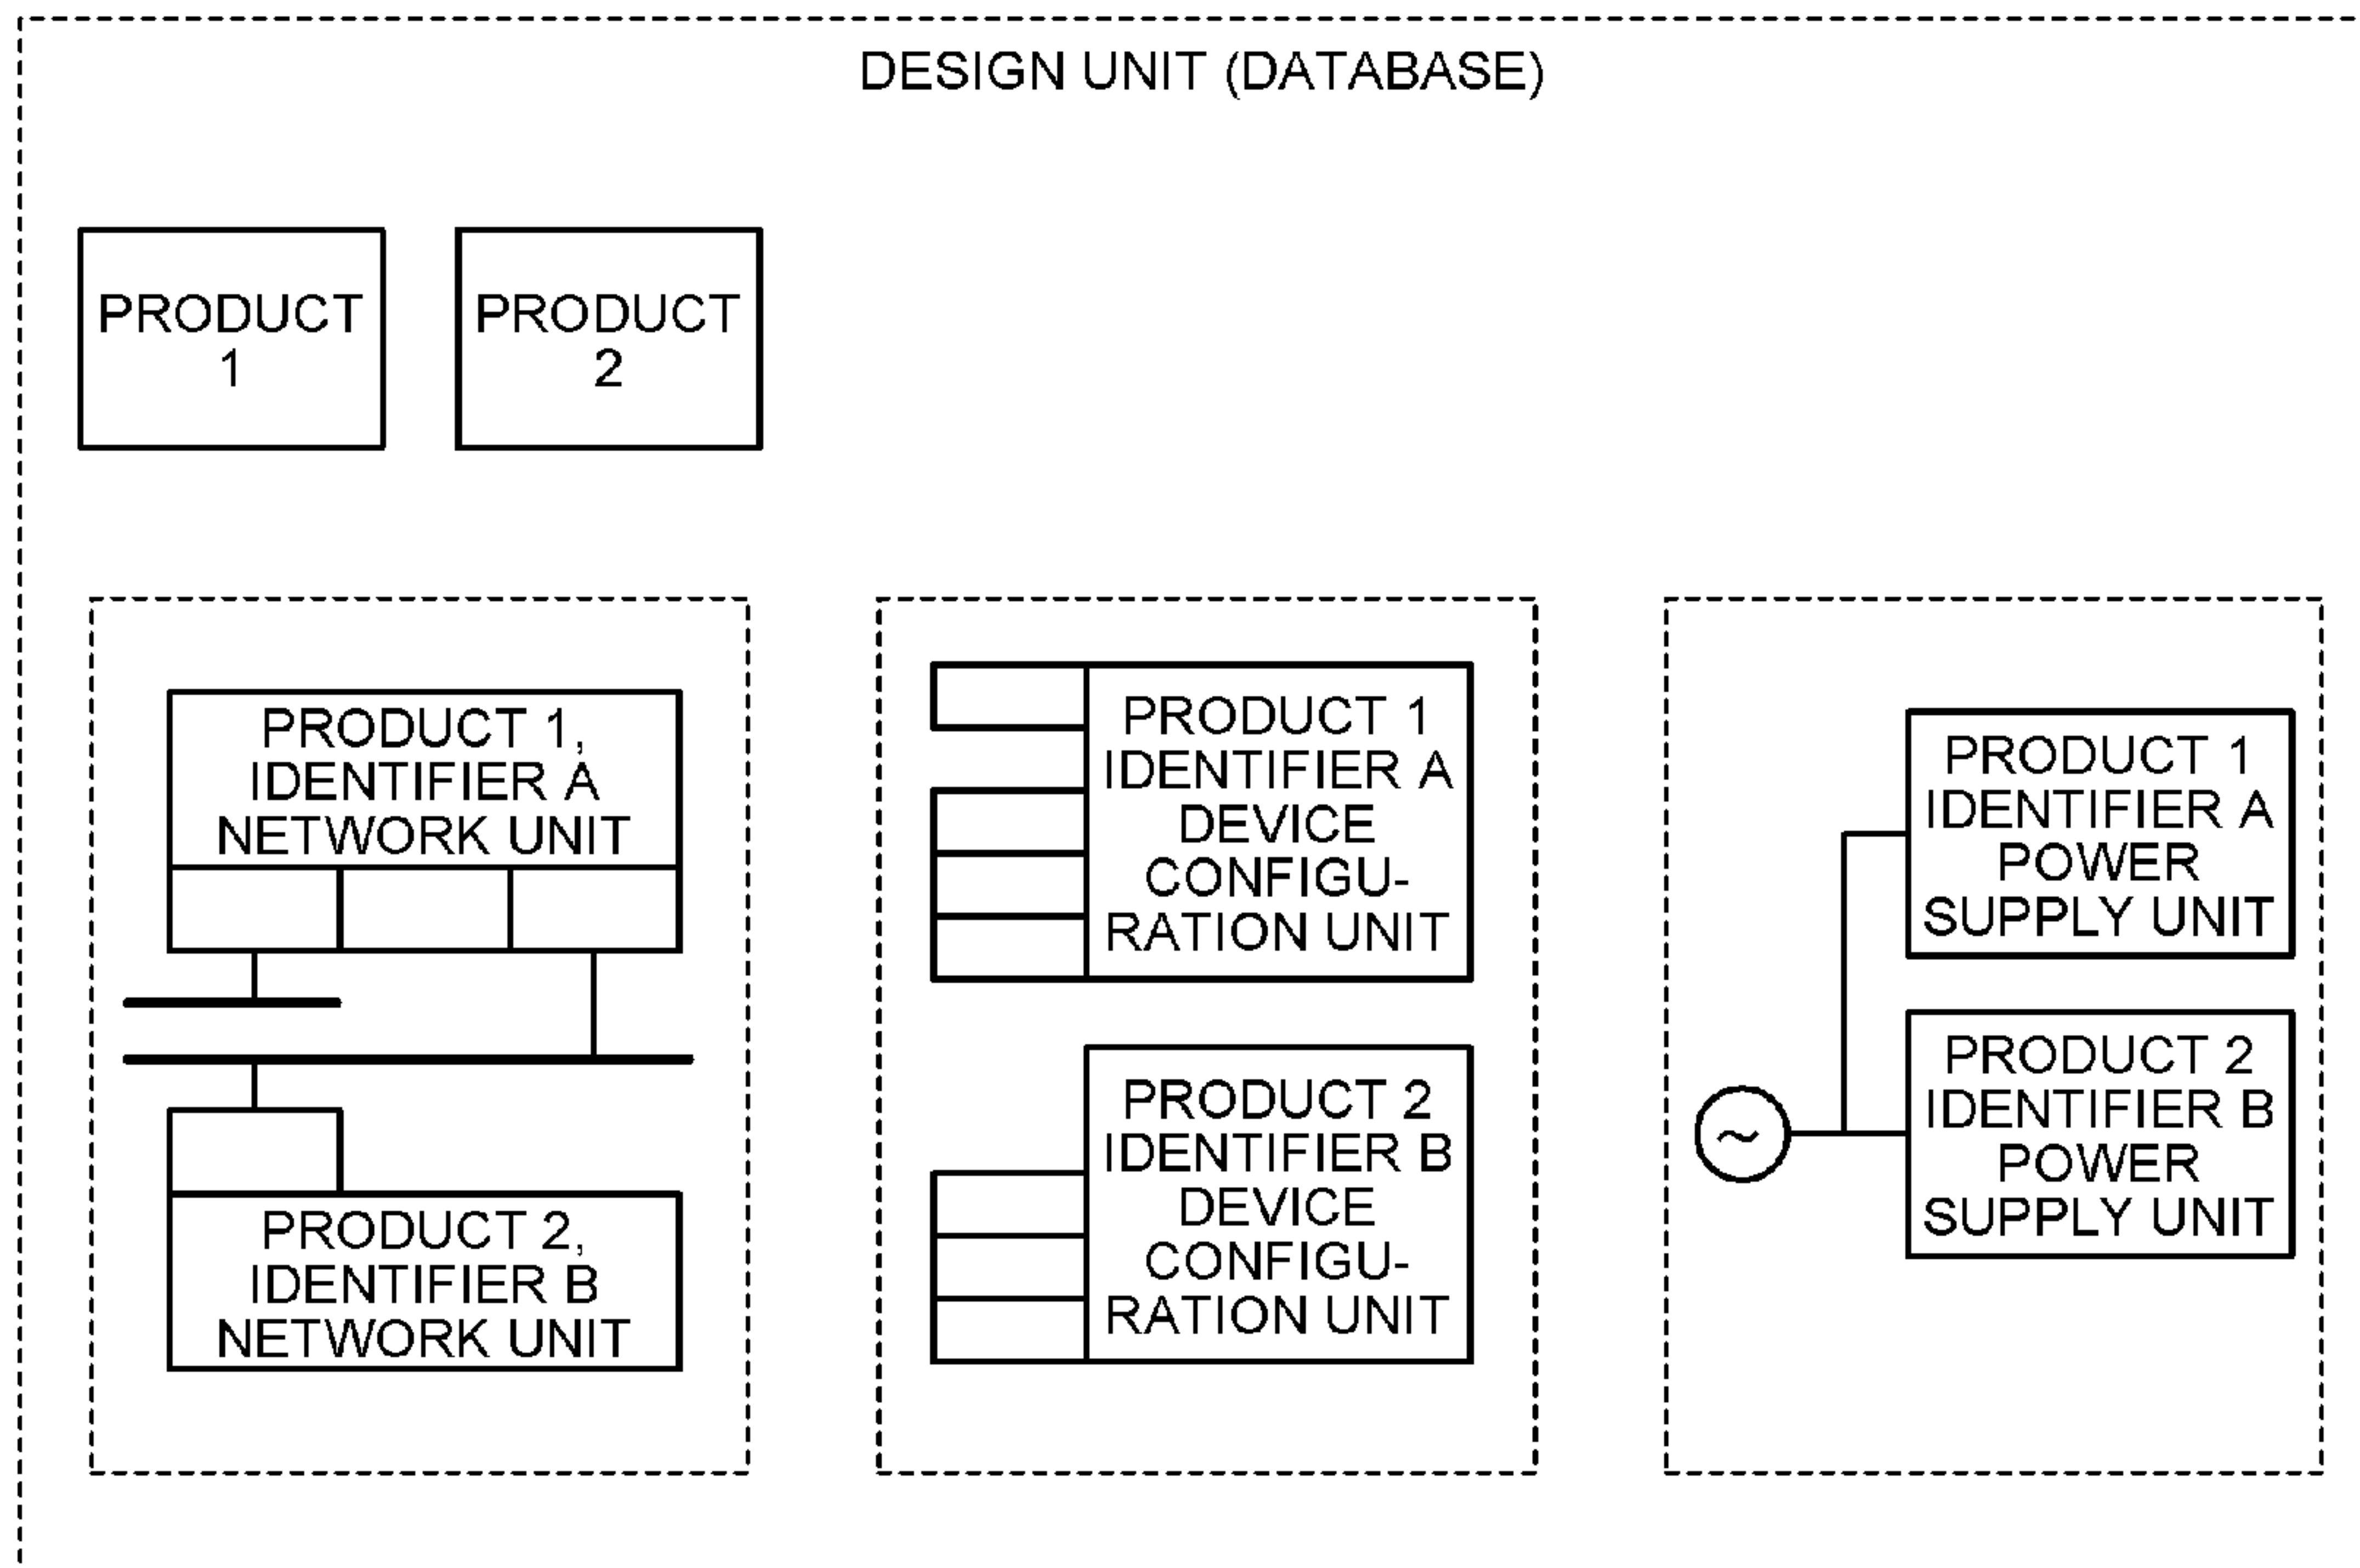 DESIGN UNIT (DATABASE)
PRODUCT
1
PRODUCT
2
PRODUCT 1,
IDENTIFIER A
NETWORK UNIT
PRODUCT 2,
IDENTIFIER B
NETWORK UNIT
PRODUCT 1
IDENTIFIER A
DEVICE
CONFIGU-
RATION UNIT
PRODUCT 2
IDENTIFIER B
DEVICE
CONFIGU-
RATION UNIT
PRODUCT 1
IDENTIFIER A
POWER
SUPPLY UNIT
~
PRODUCT 2
IDENTIFIER B
POWER
SUPPLY UNIT